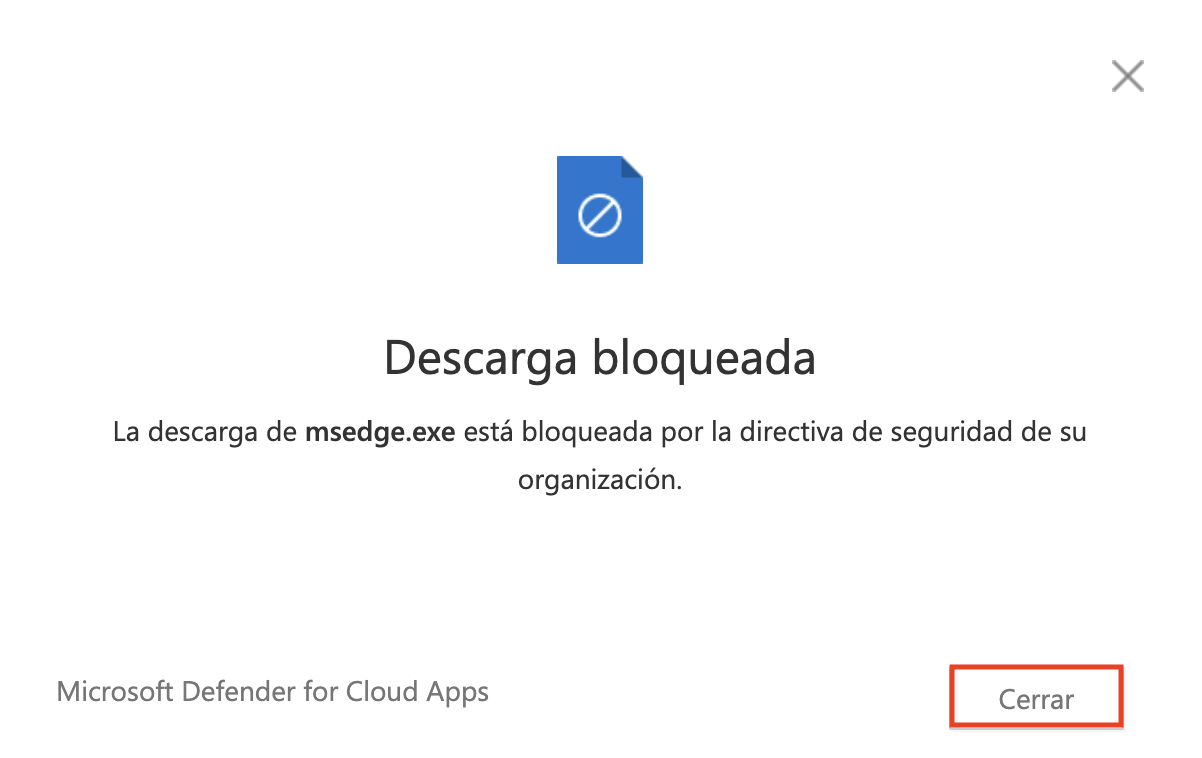 Descarga bloqueada
La descarga de msedge.exe está bloqueada por la directiva de seguridad de su
organización.
Microsoft Defender for Cloud Apps
Cerrar